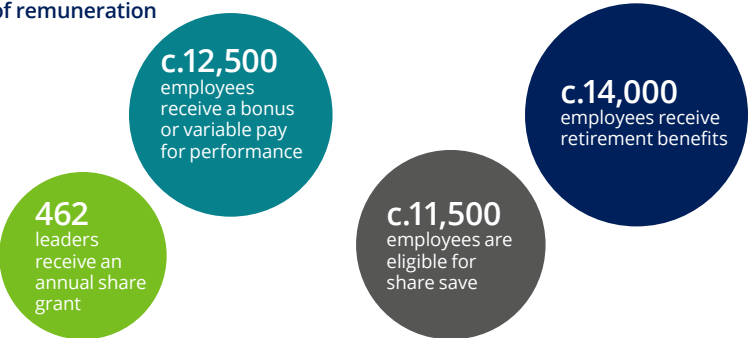 of remuneration
c.12,500
employees
receive a bonus
or variable pay
for performance
c.14,000
employees receive
retirement benefits
462
leaders
receive an
annual share
grant
c.11,500
employees are
eligible for
share save